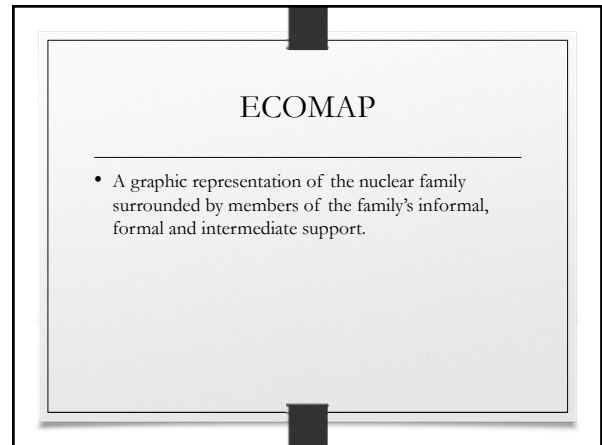 ECOMAP
• A graphic representation of the nuclear family
surrounded by members of the family’s informal,
formal and intermediate support.